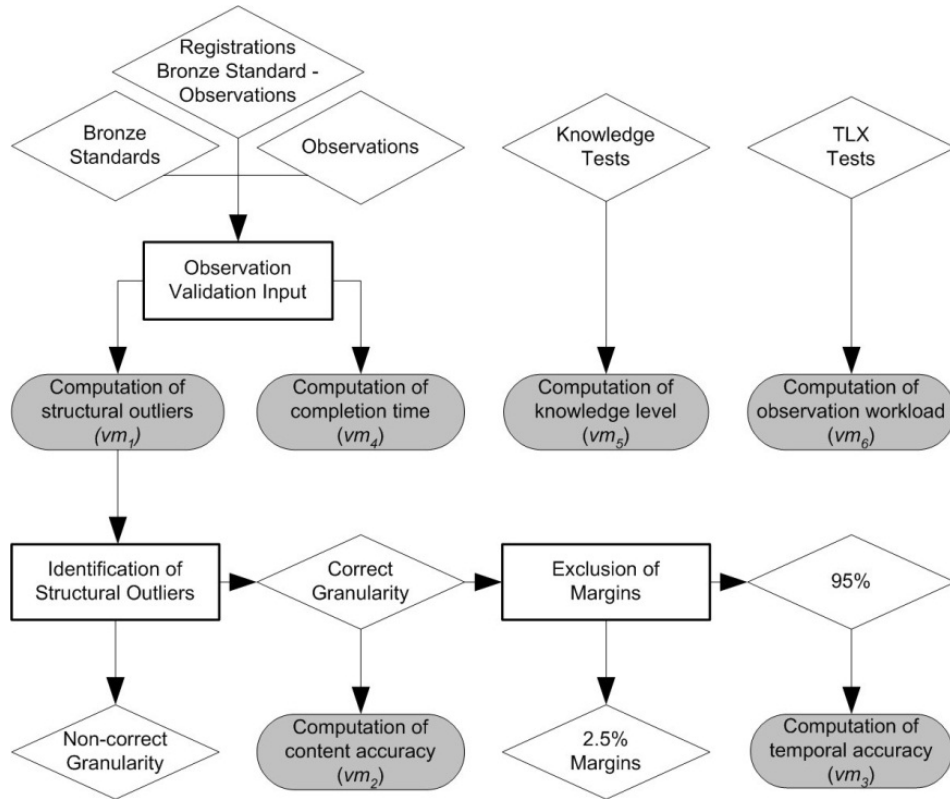 Registrations
Bronze Standard -
Observations
Bronze
Standards
Observations
Knowledge
Tests
TLX
Tests
Observation
Validation Input
Computation of
structural outliers
(vm₁)
Computation of
completion time
(vm₄)
Computation of
knowledge level
(vm₅)
Computation of
observation workload
(vm₆)
Identification of
Structural Outliers
Correct
Granularity
Exclusion of
Margins
95%
Non-correct
Granularity
Computation of
content accuracy
(vm₂)
2.5%
Margins
Computation of
temporal accuracy
(vm₃)